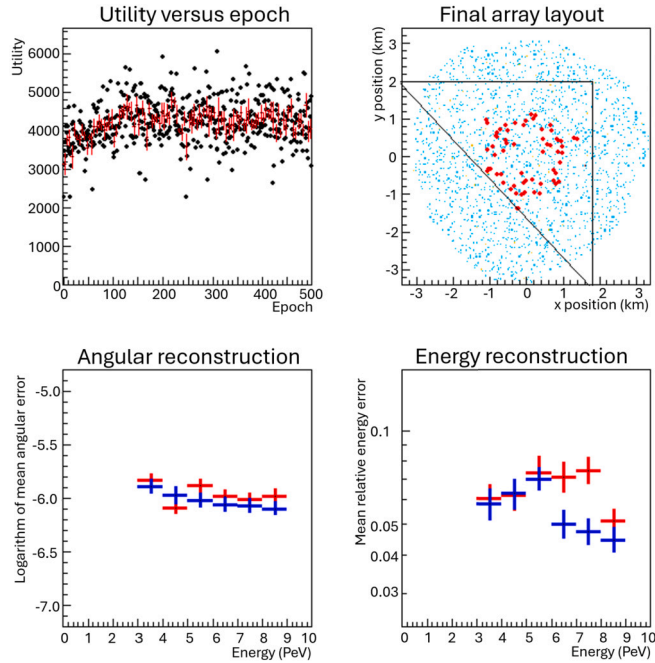 Utility versus epoch
Utility
6000
5000
4000
3000
2000
1000
0
0 100 200 300 400 500
Epoch
Final array layout
y position (km)
3
2
1
0
-1
-2
-3
-3 -2 -1 0 1 2 3
x position (km)
Angular reconstruction
Logarithm of mean angular error
-5.0
-5.5
-6.0
-6.5
-7.0
0 1 2 3 4 5 6 7 8 9 10
Energy (PeV)
Energy reconstruction
Mean relative energy error
0.1
0.05
0.04
0.03
0 1 2 3 4 5 6 7 8 9 10
Energy (PeV)